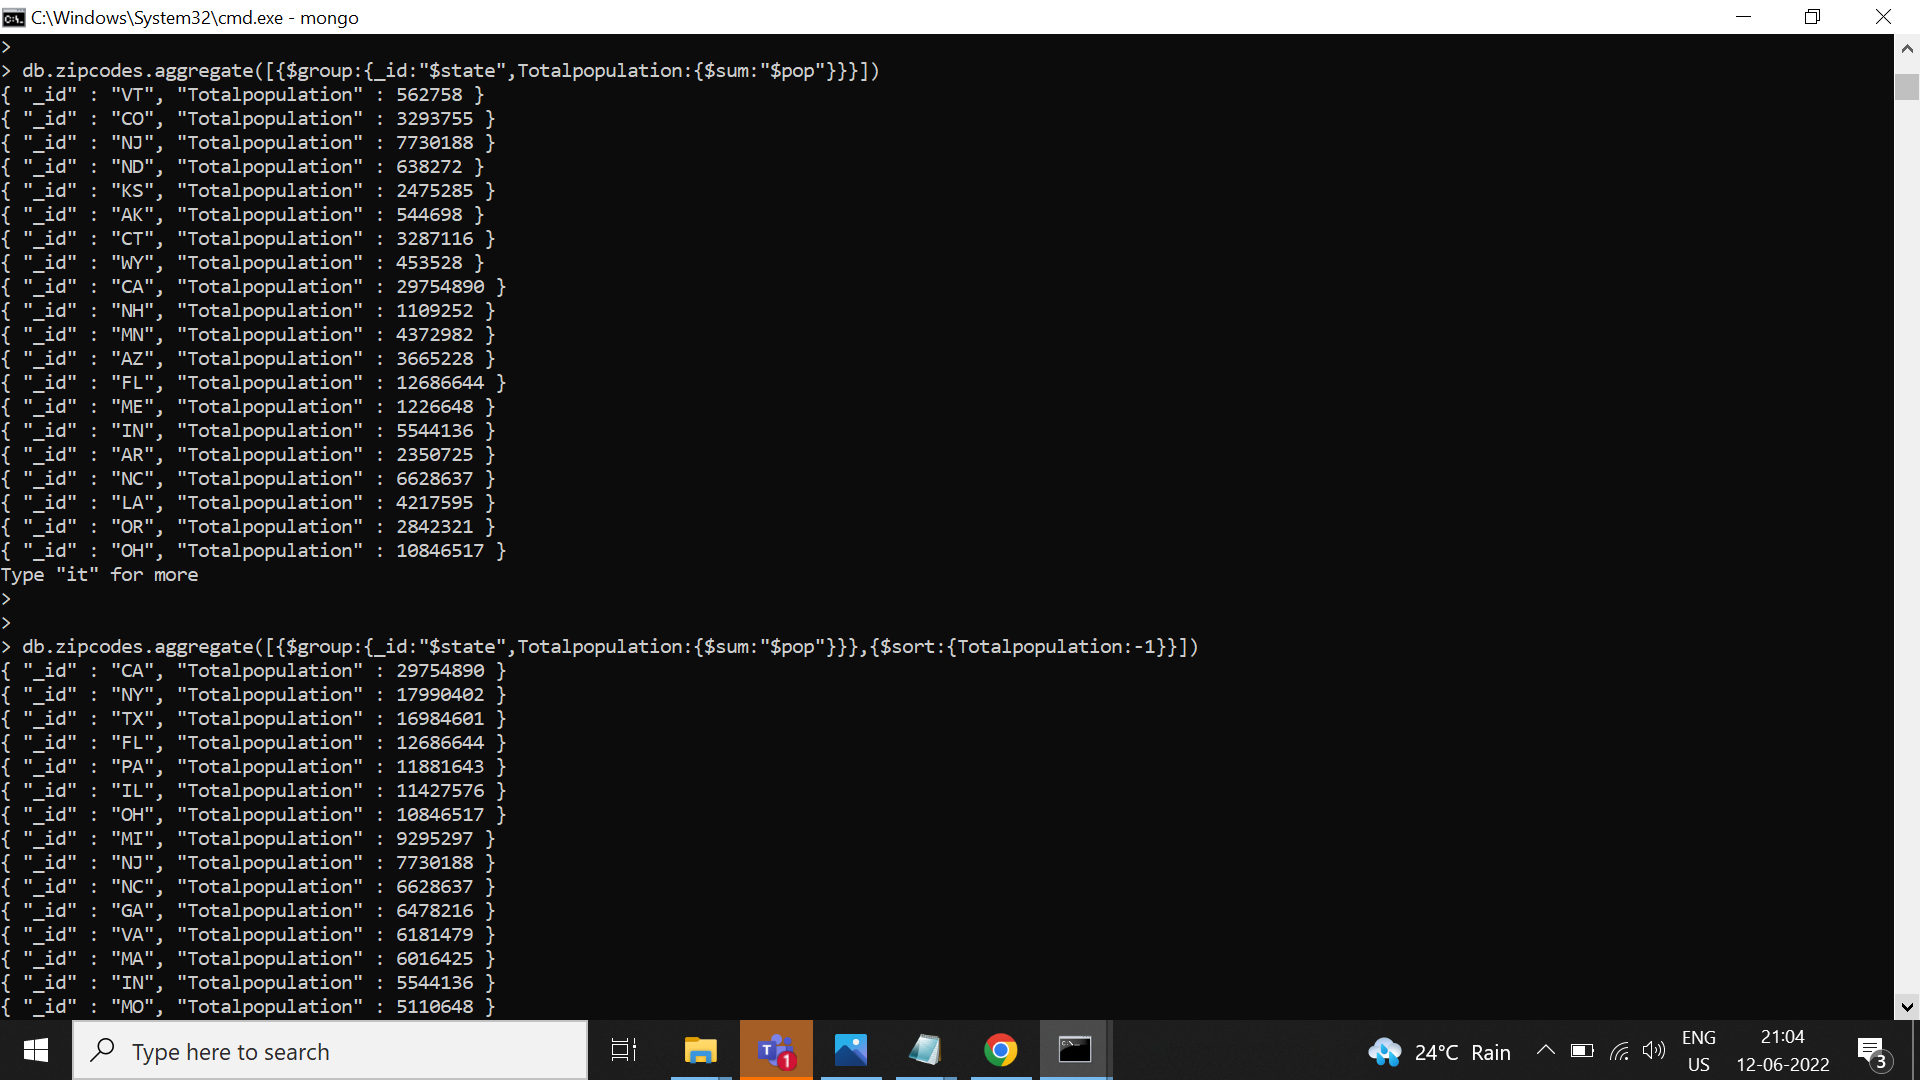 C:\Windows\System32\cmd.exe - mongo
>
> db.zipcodes.aggregate([{$group:{_id:"$state",Totalpopulation:{$sum:"$pop"}}}])
{ "_id" : "VT", "Totalpopulation" : 562758 }
{ "_id" : "CO", "Totalpopulation" : 3293755 }
{ "_id" : "NJ", "Totalpopulation" : 7730188 }
{ "_id" : "ND", "Totalpopulation" : 638272 }
{ "_id" : "KS", "Totalpopulation" : 2475285 }
{ "_id" : "AK", "Totalpopulation" : 544698 }
{ "_id" : "CT", "Totalpopulation" : 3287116 }
{ "_id" : "WY", "Totalpopulation" : 453528 }
{ "_id" : "CA", "Totalpopulation" : 29754890 }
{ "_id" : "NH", "Totalpopulation" : 1109252 }
{ "_id" : "MN", "Totalpopulation" : 4372982 }
{ "_id" : "AZ", "Totalpopulation" : 3665228 }
{ "_id" : "FL", "Totalpopulation" : 12686644 }
{ "_id" : "ME", "Totalpopulation" : 1226648 }
{ "_id" : "IN", "Totalpopulation" : 5544136 }
{ "_id" : "AR", "Totalpopulation" : 2350725 }
{ "_id" : "NC", "Totalpopulation" : 6628637 }
{ "_id" : "LA", "Totalpopulation" : 4217595 }
{ "_id" : "OR", "Totalpopulation" : 2842321 }
{ "_id" : "OH", "Totalpopulation" : 10846517 }
Type "it" for more
>
>
> db.zipcodes.aggregate([{$group:{_id:"$state",Totalpopulation:{$sum:"$pop"}}},{$sort:{Totalpopulation:-1}}])
{ "_id" : "CA", "Totalpopulation" : 29754890 }
{ "_id" : "NY", "Totalpopulation" : 17990402 }
{ "_id" : "TX", "Totalpopulation" : 16984601 }
{ "_id" : "FL", "Totalpopulation" : 12686644 }
{ "_id" : "PA", "Totalpopulation" : 11881643 }
{ "_id" : "IL", "Totalpopulation" : 11427576 }
{ "_id" : "OH", "Totalpopulation" : 10846517 }
{ "_id" : "MI", "Totalpopulation" : 9295297 }
{ "_id" : "NJ", "Totalpopulation" : 7730188 }
{ "_id" : "NC", "Totalpopulation" : 6628637 }
{ "_id" : "GA", "Totalpopulation" : 6478216 }
{ "_id" : "VA", "Totalpopulation" : 6181479 }
{ "_id" : "MA", "Totalpopulation" : 6016425 }
{ "_id" : "IN", "Totalpopulation" : 5544136 }
{ "_id" : "MO", "Totalpopulation" : 5110648 }
Type here to search
1
24°C Rain
ENG
US
21:04
12-06-2022
3